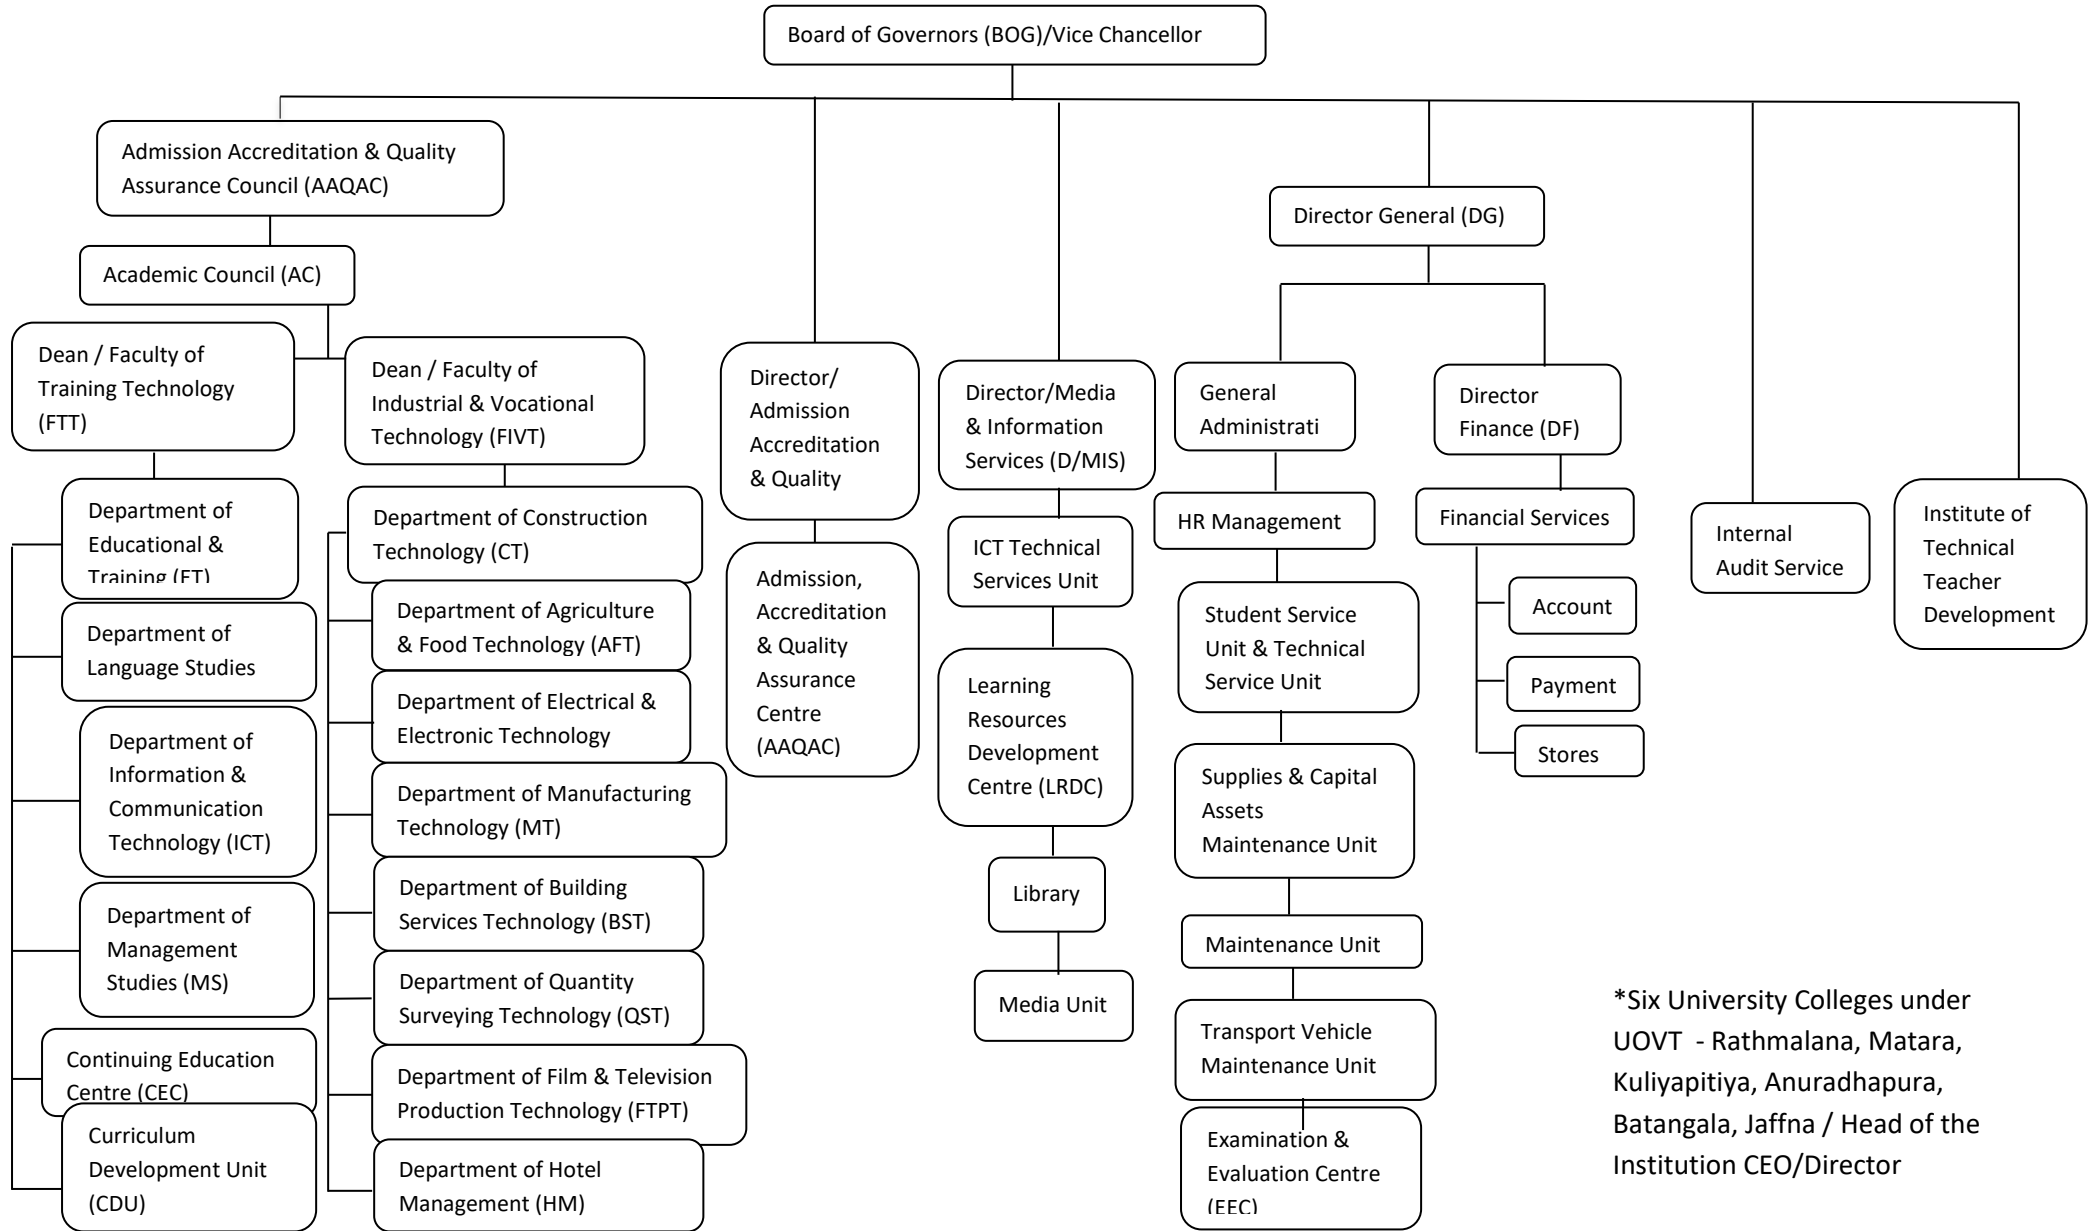 Board of Governors (BOG)/Vice Chancellor
Admission Accreditation & Quality
Assurance Council (AAQAC)
Academic Council (AC)
Dean / Faculty of
Training Technology
(FTT)
Department of
Educational &
Training (ET)
Department of
Language Studies
Department of
Information &
Communication
Technology (ICT)
Department of
Management
Studies (MS)
Continuing Education
Centre (CEC)
Curriculum
Development Unit
(CDU)
Dean / Faculty of
Industrial & Vocational
Technology (FIVT)
Department of Construction
Technology (CT)
Department of Agriculture
& Food Technology (AFT)
Department of Electrical &
Electronic Technology
Department of Manufacturing
Technology (MT)
Department of Building
Services Technology (BST)
Department of Quantity
Surveying Technology (QST)
Department of Film & Television
Production Technology (FTPT)
Department of Hotel
Management (HM)
Director/
Admission
Accreditation
& Quality
Admission,
Accreditation
& Quality
Assurance
Centre
(AAQAC)
Director/Media
& Information
Services (D/MIS)
ICT Technical
Services Unit
Learning
Resources
Development
Centre (LRDC)
Library
Media Unit
Director General (DG)
General
Administrati
HR Management
Student Service
Unit & Technical
Service Unit
Supplies & Capital
Assets
Maintenance Unit
Maintenance Unit
Transport Vehicle
Maintenance Unit
Examination &
Evaluation Centre
(EEC)
Director
Finance (DF)
Financial Services
Account
Payment
Stores
Internal
Audit Service
Institute of
Technical
Teacher
Development
*Six University Colleges under
UOVT - Rathmalana, Matara,
Kuliyapitiya, Anuradhapura,
Batangala, Jaffna / Head of the
Institution CEO/Director